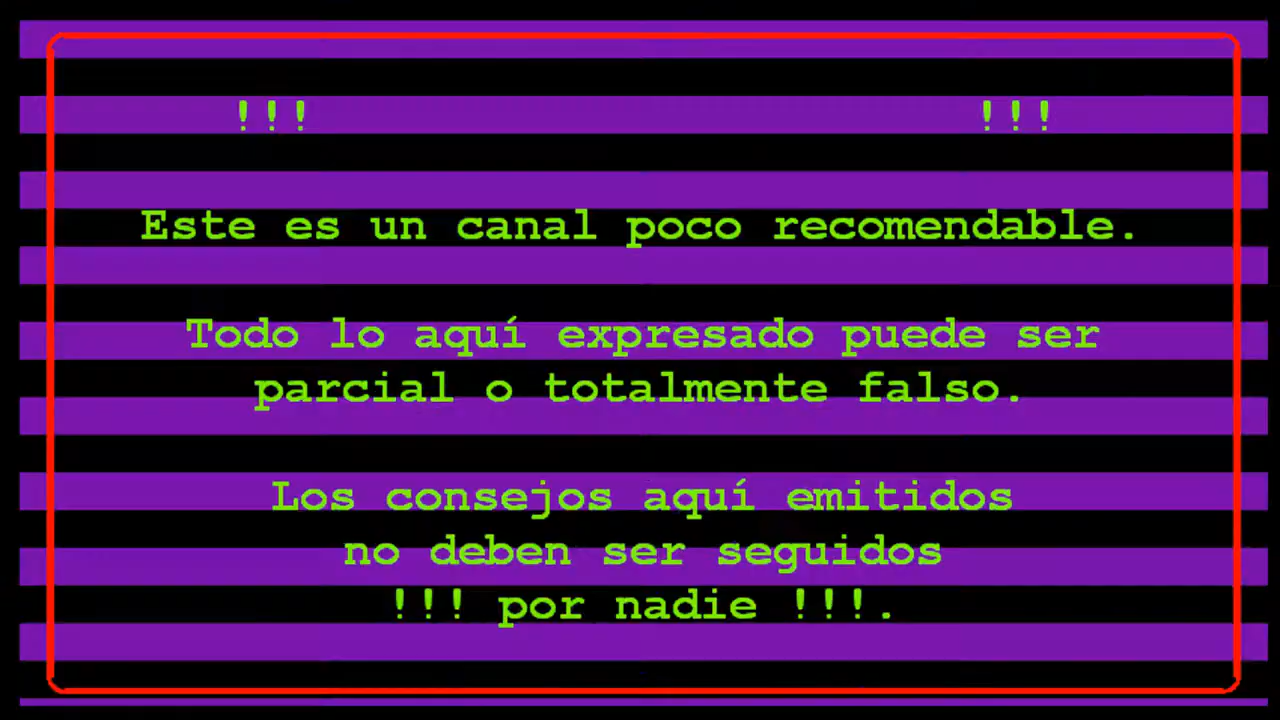 !!! !!!
Este es un canal poco recomendable.
Todo lo aquí expresado puede ser
parcial o totalmente falso.
Los consejos aquí emitidos
no deben ser seguidos
!!! por nadie !!!.